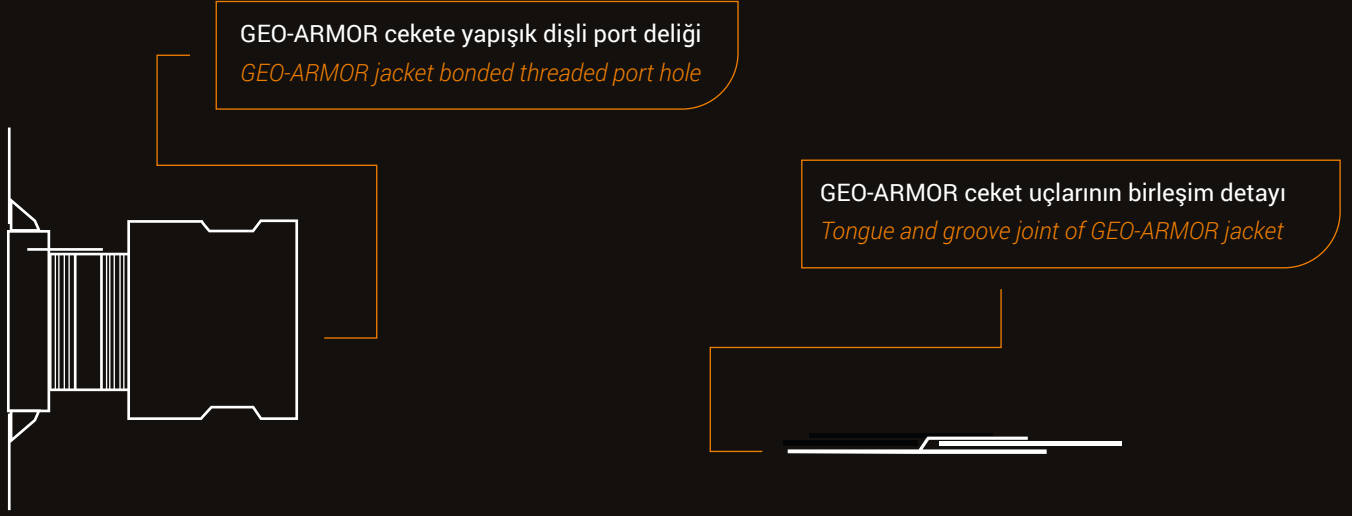 GEO-ARMOR cekete yapışık dişli port deliği
GEO-ARMOR jacket bonded threaded port hole
GEO-ARMOR ceket uçlarının birleşim detayı
Tongue and groove joint of GEO-ARMOR jacket